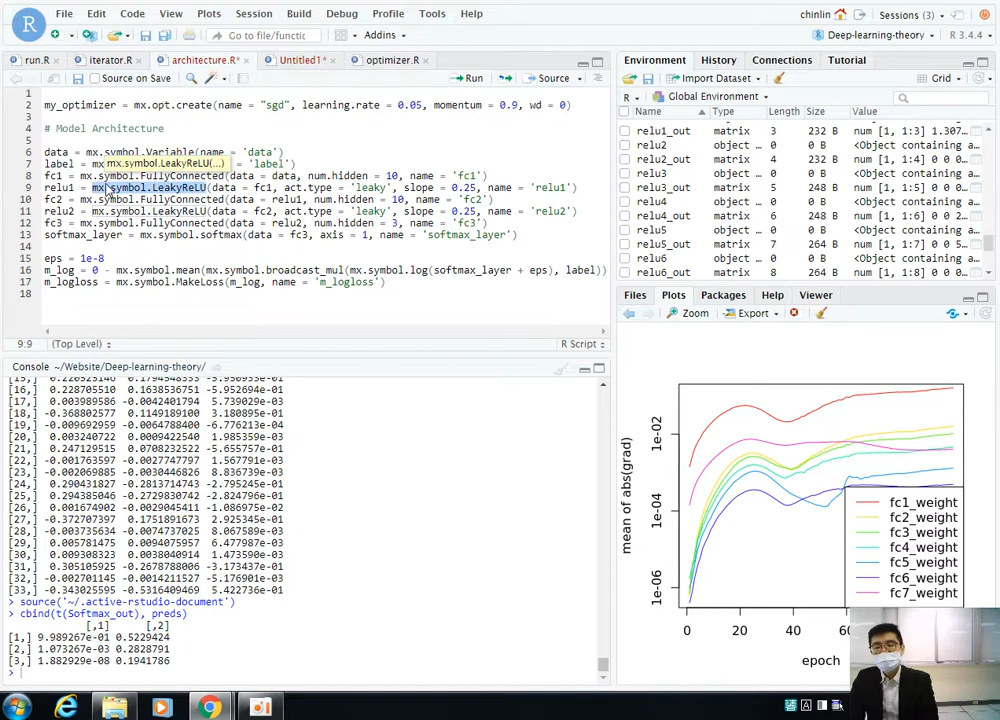 File Edit Code View Plots Session Build Debug Profile Tools Help
chinlin Sessions (3)
Go to file/functic Addins
Deep-learning-theory R 3.4.4
run.R iterator.R architecture.R* Untitled1* optimizer.R
Source on Save Run Source
1
2 my_optimizer = mx.opt.create(name = "sgd", learning.rate = 0.05, momentum = 0.9, wd = 0)
3
4 # Model Architecture
5
6 data = mx.symbol.Variable(name = 'data')
mx.symbol.LeakyReLU(...)
7 label = mx = 'label')
8 fc1 = mx.symbol.FullyConnected(data = data, num.hidden = 10, name = 'fc1')
9 relu1 = mx.symbol.LeakyReLU(data = fc1, act.type = 'leaky', slope = 0.25, name = 'relu1')
10 fc2 = mx.symbol.FullyConnected(data = relu1, num.hidden = 10, name = 'fc2')
11 relu2 = mx.symbol.LeakyReLU(data = fc2, act.type = 'leaky', slope = 0.25, name = 'relu2')
12 fc3 = mx.symbol.FullyConnected(data = relu2, num.hidden = 3, name = 'fc3')
13 softmax_layer = mx.symbol.softmax(data = fc3, axis = 1, name = 'softmax_layer')
14
15 eps = 1e-8
16 m_log = 0 - mx.symbol.mean(mx.symbol.broadcast_mul(mx.symbol.log(softmax_layer + eps), label))
17 m_logloss = mx.symbol.MakeLoss(m_log, name = 'm_logloss')
18
9:9 (Top Level) R Script
Console ~/Website/Deep-learning-theory/
[16,] 0.228705510 0.1638536751 -5.952694e-01
[17,] 0.003989586 -0.0042401794 5.739029e-03
[18,] -0.368802577 0.1149189100 3.180895e-01
[19,] -0.009692959 -0.0064788400 -6.776213e-04
[20,] 0.003240722 0.0009422540 1.985359e-03
[21,] 0.247129515 0.0708232522 -5.655757e-01
[22,] -0.001763597 -0.0027747797 1.567791e-03
[23,] -0.002069885 -0.0030446826 8.836739e-03
[24,] 0.290431827 -0.2813714743 -2.795245e-01
[25,] 0.294385046 -0.2729830742 -2.824796e-01
[26,] 0.001674902 -0.0029045411 -1.086975e-02
[27,] -0.372707397 0.1751891673 2.925345e-01
[28,] -0.003735634 -0.0074737025 8.067589e-03
[29,] 0.005781475 0.0094075957 6.477987e-03
[30,] 0.009308323 0.0038040914 1.473590e-03
[31,] 0.305105925 -0.2678788006 -3.173437e-01
[32,] -0.002701145 -0.0014211527 -5.176901e-03
[33,] -0.343025595 -0.5316409469 5.422736e-01
> source('~/.active-rstudio-document')
> cbind(t(Softmax_out), preds)
[,1] [,2]
[1,] 9.989267e-01 0.5229424
[2,] 1.073267e-03 0.2828791
[3,] 1.882929e-08 0.1941786
>
Environment History Connections Tutorial
Import Dataset Grid
R Global Environment
Name Type Length Size Value
relu1_out matrix 3 232 B num [1, 1:3] 1.307…
relu2 object … 0 0 B <Object containing a…
relu2_out matrix 4 232 B num [1, 1:4] 0 0 0…
relu3 object … 0 0 B <Object containing a…
relu3_out matrix 5 248 B num [1, 1:5] 0 0 0…
relu4 object … 0 0 B <Object containing a…
relu4_out matrix 6 248 B num [1, 1:6] 0 0 2…
relu5 object … 0 0 B <Object containing a…
relu5_out matrix 7 264 B num [1, 1:7] 0 0 5…
relu6 object … 0 0 B <Object containing a…
relu6_out matrix 8 264 B num [1, 1:8] 0 0 0…
Files Plots Packages Help Viewer
Zoom Export
mean of abs(grad)
1e-02
1e-04
1e-06
0 20 40
epoch
fc1_weight
fc2_weight
fc3_weight
fc4_weight
fc5_weight
fc6_weight
fc7_weight